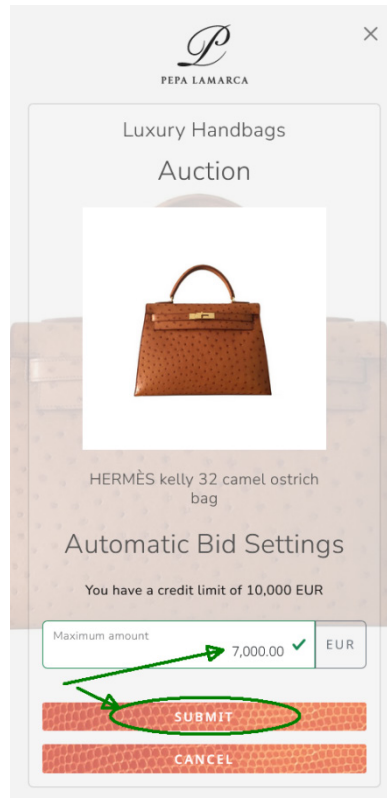 P
PEPA LAMARCA
Luxury Handbags
Auction
HERMÈS kelly 32 camel ostrich
bag
Automatic Bid Settings
You have a credit limit of 10,000 EUR
Maximum amount
7,000.00
EUR
SUBMIT
CANCEL